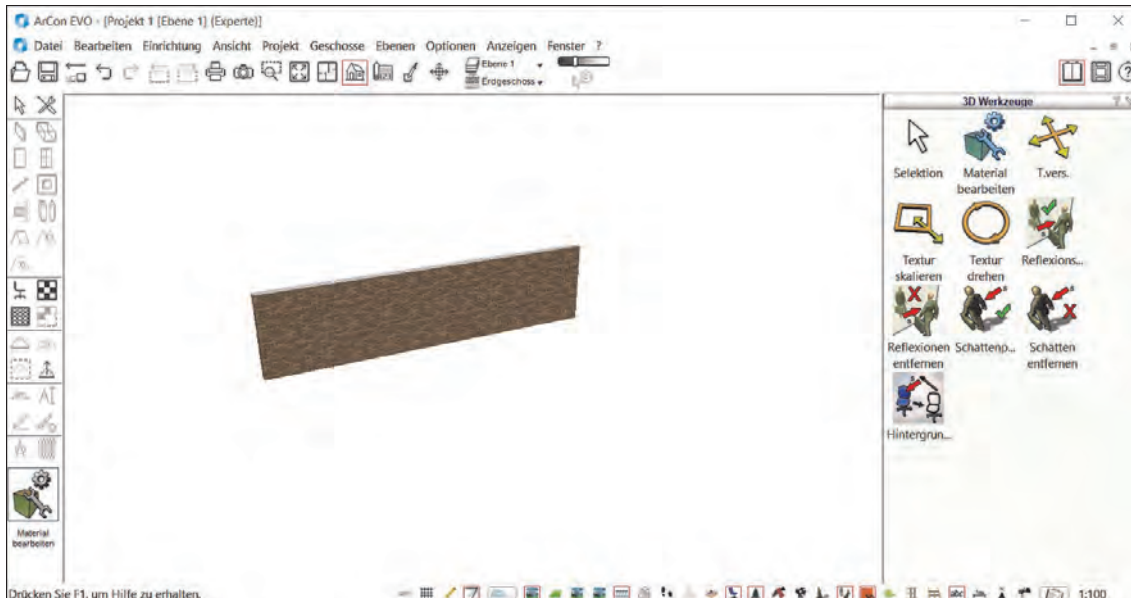 ArCon EVO - [Projekt 1 [Ebene 1] (Experte)]
Datei Bearbeiten Einrichtung Ansicht Projekt Geschosse Ebenen Optionen Anzeigen Fenster ?
Ebene 1
Erdgeschoss
3D Werkzeuge
Selektion
Material bearbeiten
T.vers.
Textur skalieren
Textur drehen
Reflexions...
Reflexionen entfernen
Schattenp...
Schatten entfernen
Hintergrun...
Material
bearbeiten
Drücken Sie F1, um Hilfe zu erhalten.
abc
1:100